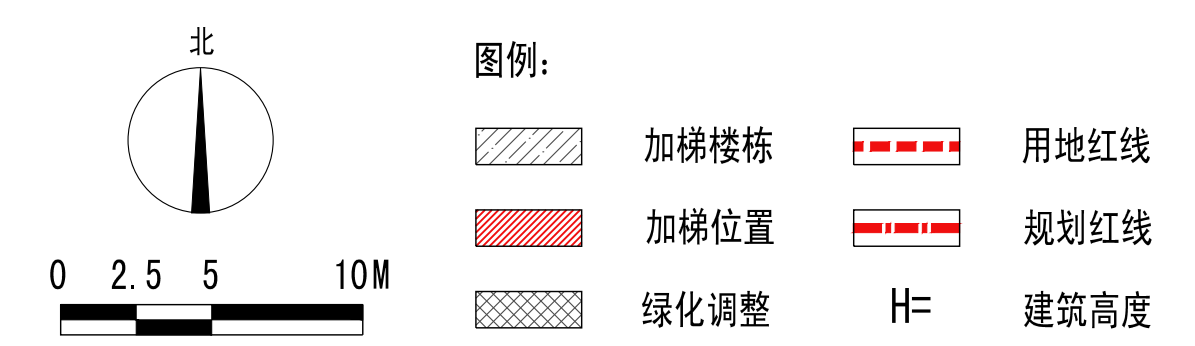 北
图例:
加梯楼栋 用地红线
加梯位置 规划红线
0 2.5 5 10M
绿化调整 H= 建筑高度